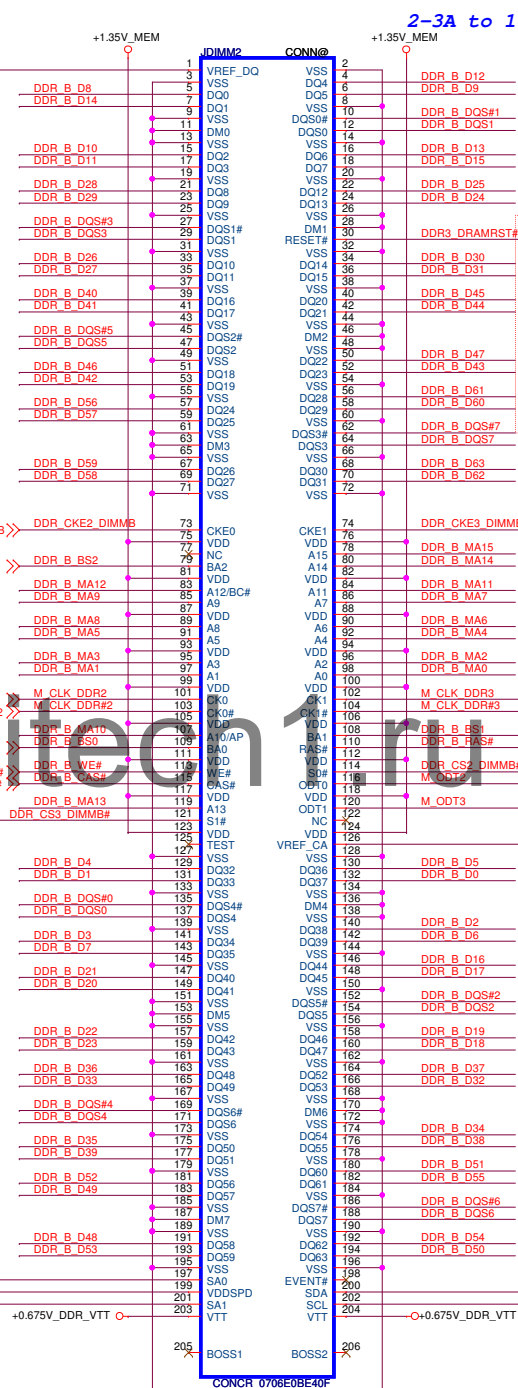 2-3A to 1
+1.35V_MEM +1.35V_MEM
JDIMM2 CONN@
1 VREF_DQ VSS 2
3 VSS DQ4 4 DDR_B_D12
DDR_B_D8 5 DQ0 DQ5 6 DDR_B_D9
DDR_B_D14 7 DQ1 VSS 8
9 VSS DQS0# 10 DDR_B_DQS#1
11 DM0 DQS0 12 DDR_B_DQS1
13 VSS VSS 14
DDR_B_D10 15 DQ2 DQ6 16 DDR_B_D13
DDR_B_D11 17 DQ3 DQ7 18 DDR_B_D15
19 VSS VSS 20
DDR_B_D28 21 DQ8 DQ12 22 DDR_B_D25
DDR_B_D29 23 DQ9 DQ13 24 DDR_B_D24
25 VSS VSS 26
DDR_B_DQS#3 27 DQS1# DM1 28
DDR_B_DQS3 29 DQS1 RESET# 30 DDR3_DRAMRST#
31 VSS VSS 32
DDR_B_D26 33 DQ10 DQ14 34 DDR_B_D30
DDR_B_D27 35 DQ11 DQ15 36 DDR_B_D31
37 VSS VSS 38
DDR_B_D40 39 DQ16 DQ20 40 DDR_B_D45
DDR_B_D41 41 DQ17 DQ21 42 DDR_B_D44
43 VSS VSS 44
DDR_B_DQS#5 45 DQS2# DM2 46
DDR_B_DQS5 47 DQS2 VSS 48
49 VSS DQ22 50 DDR_B_D47
DDR_B_D46 51 DQ18 DQ23 52 DDR_B_D43
DDR_B_D42 53 DQ19 VSS 54
55 VSS DQ28 56 DDR_B_D61
DDR_B_D56 57 DQ24 DQ29 58 DDR_B_D60
DDR_B_D57 59 DQ25 VSS 60
61 VSS DQS3# 62 DDR_B_DQS#7
63 DM3 DQS3 64 DDR_B_DQS7
65 VSS VSS 66
DDR_B_D59 67 DQ26 DQ30 68 DDR_B_D63
DDR_B_D58 69 DQ27 DQ31 70 DDR_B_D62
71 VSS VSS 72
DDR_CKE2_DIMMB 73 CKE0 CKE1 74 DDR_CKE3_DIMMB
75 VDD VDD 76
77 NC A15 78 DDR_B_MA15
DDR_B_BS2 79 BA2 A14 80 DDR_B_MA14
81 VDD VDD 82
DDR_B_MA12 83 A12/BC# A11 84 DDR_B_MA11
DDR_B_MA9 85 A9 A7 86 DDR_B_MA7
87 VDD VDD 88
DDR_B_MA8 89 A8 A6 90 DDR_B_MA6
DDR_B_MA5 91 A5 A4 92 DDR_B_MA4
93 VDD VDD 94
DDR_B_MA3 95 A3 A2 96 DDR_B_MA2
DDR_B_MA1 97 A1 A0 98 DDR_B_MA0
99 VDD VDD 100
M_CLK_DDR2 101 CK0 CK1 102 M_CLK_DDR3
M_CLK_DDR#2 103 CK0# CK1# 104 M_CLK_DDR#3
105 VDD VDD 106
DDR_B_MA10 107 A10/AP BA1 108 DDR_B_BS1
DDR_B_BS0 109 BA0 RAS# 110 DDR_B_RAS#
111 VDD VDD 112
DDR_B_WE# 113 WE# S0# 114 DDR_CS2_DIMMB#
DDR_B_CAS# 115 CAS# ODT0 116 M_ODT2
117 VDD VDD 118
DDR_B_MA13 119 A13 ODT1 120 M_ODT3
DDR_CS3_DIMMB# 121 S1# NC 122
123 VDD VDD 124
125 TEST VREF_CA 126
127 VSS VSS 128
DDR_B_D4 129 DQ32 DQ36 130 DDR_B_D5
DDR_B_D1 131 DQ33 DQ37 132 DDR_B_D0
133 VSS VSS 134
DDR_B_DQS#0 135 DQS4# DM4 136
DDR_B_DQS0 137 DQS4 VSS 138
139 VSS DQ38 140 DDR_B_D2
DDR_B_D3 141 DQ34 DQ39 142 DDR_B_D6
DDR_B_D7 143 DQ35 VSS 144
145 VSS DQ44 146 DDR_B_D16
DDR_B_D21 147 DQ40 DQ45 148 DDR_B_D17
DDR_B_D20 149 DQ41 VSS 150
151 VSS DQS5# 152 DDR_B_DQS#2
153 DM5 DQS5 154 DDR_B_DQS2
155 VSS VSS 156
DDR_B_D22 157 DQ42 DQ46 158 DDR_B_D19
DDR_B_D23 159 DQ43 DQ47 160 DDR_B_D18
161 VSS VSS 162
DDR_B_D36 163 DQ48 DQ52 164 DDR_B_D37
DDR_B_D33 165 DQ49 DQ53 166 DDR_B_D32
167 VSS VSS 168
DDR_B_DQS#4 169 DQS6# DM6 170
DDR_B_DQS4 171 DQS6 VSS 172
173 VSS DQ54 174 DDR_B_D34
DDR_B_D35 175 DQ50 DQ55 176 DDR_B_D38
DDR_B_D39 177 DQ51 VSS 178
179 VSS DQ60 180 DDR_B_D51
DDR_B_D52 181 DQ56 DQ61 182 DDR_B_D55
DDR_B_D49 183 DQ57 VSS 184
185 VSS DQS7# 186 DDR_B_DQS#6
187 DM7 DQS7 188 DDR_B_DQS6
189 VSS VSS 190
DDR_B_D48 191 DQ58 DQ62 192 DDR_B_D54
DDR_B_D53 193 DQ59 DQ63 194 DDR_B_D50
195 VSS VSS 196
197 SA0 EVENT# 198
199 VDDSPD SDA 200
201 SA1 SCL 202
+0.675V_DDR_VTT 203 VTT VTT 204 +0.675V_DDR_VTT
205 BOSS1 BOSS2 206
CONCR_0706E0BE40F
itech1.ru